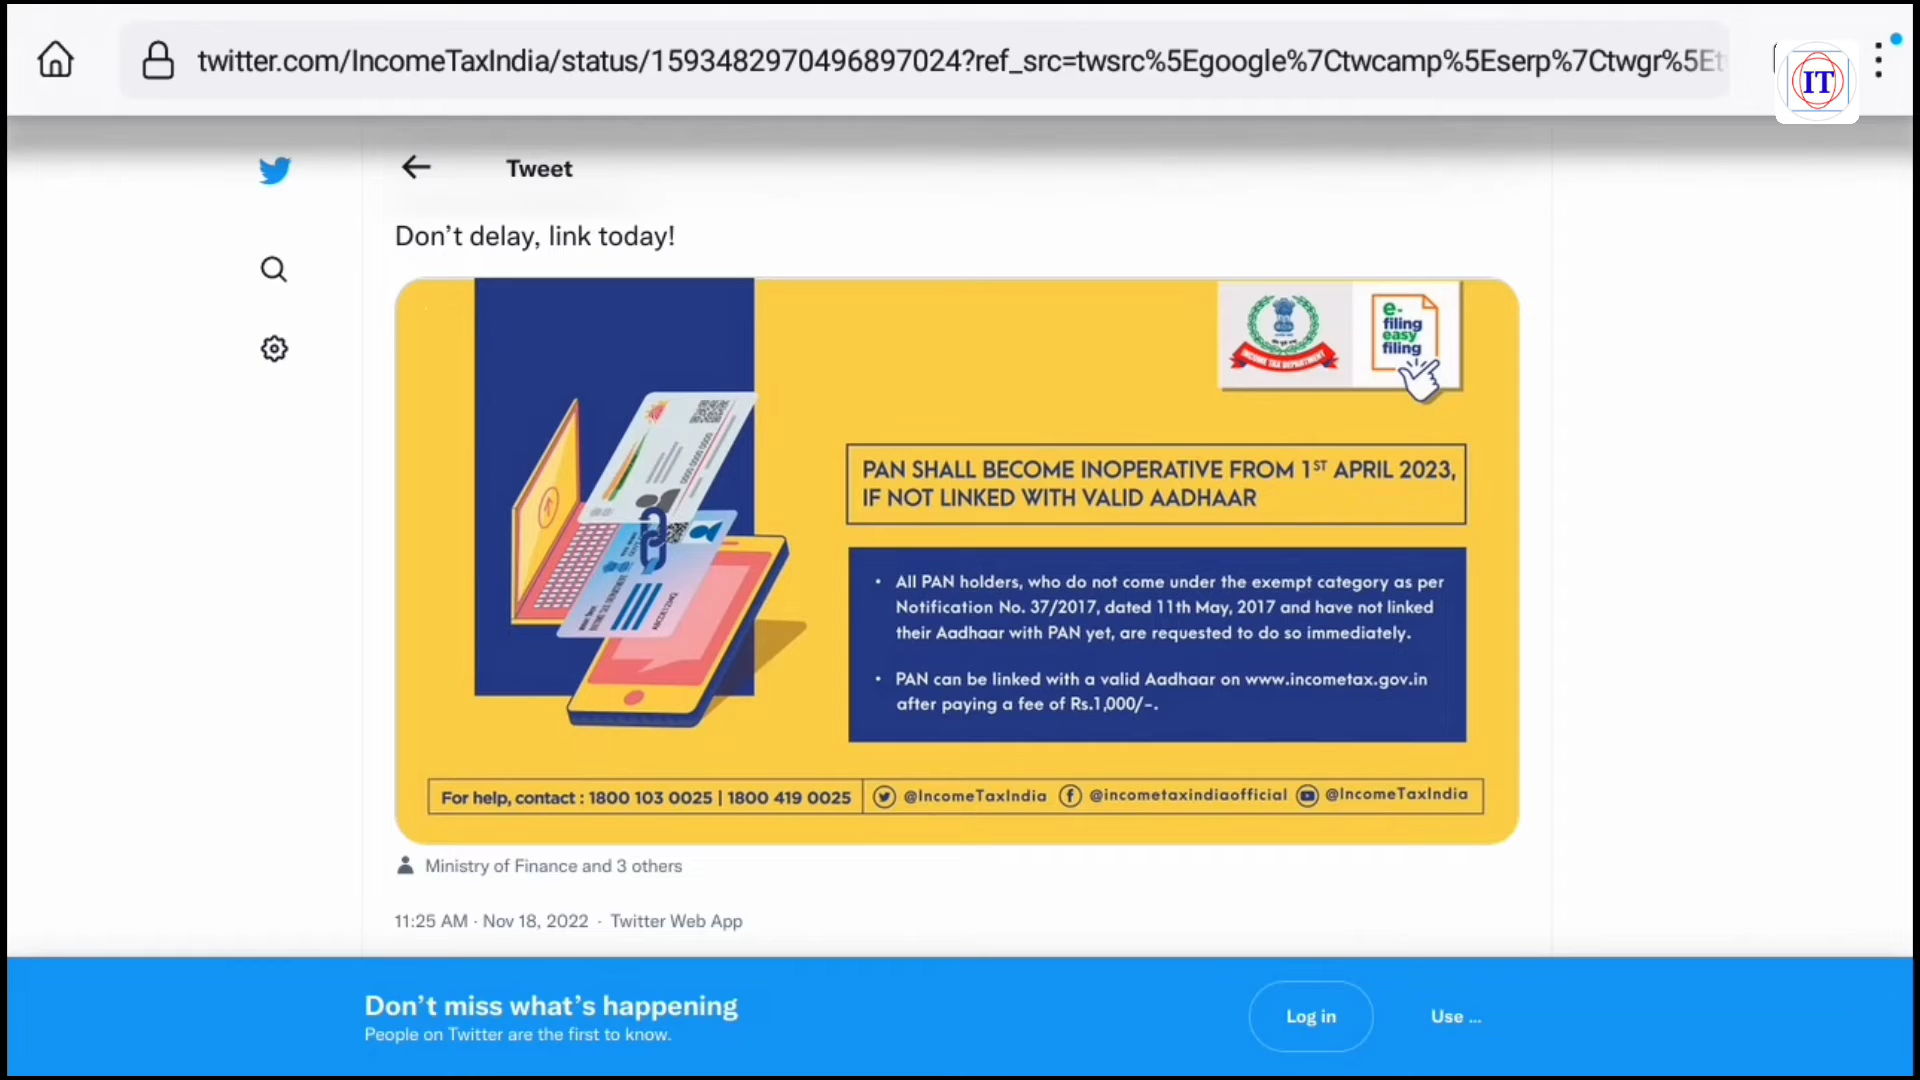 twitter.com/IncomeTaxIndia/status/1593482970496897024?ref_src=twsrc%5Egoogle%7Ctwcamp%5Eserp%7Ctwgr%5Et
IT
Tweet
Don't delay, link today!
e-
filing
easy
filing
INCOME TAX DEPARTMENT
PAN SHALL BECOME INOPERATIVE FROM 1ST APRIL 2023,
IF NOT LINKED WITH VALID AADHAAR
• All PAN holders, who do not come under the exempt category as per
Notification No. 37/2017, dated 11th May, 2017 and have not linked
their Aadhaar with PAN yet, are requested to do so immediately.
• PAN can be linked with a valid Aadhaar on www.incometax.gov.in
after paying a fee of Rs.1,000/-.
For help, contact : 1800 103 0025 | 1800 419 0025 @IncomeTaxIndia @incometaxindiaofficial @IncomeTaxIndia
Ministry of Finance and 3 others
11:25 AM · Nov 18, 2022 · Twitter Web App
Don't miss what's happening
People on Twitter are the first to know.
Log in
Use ...